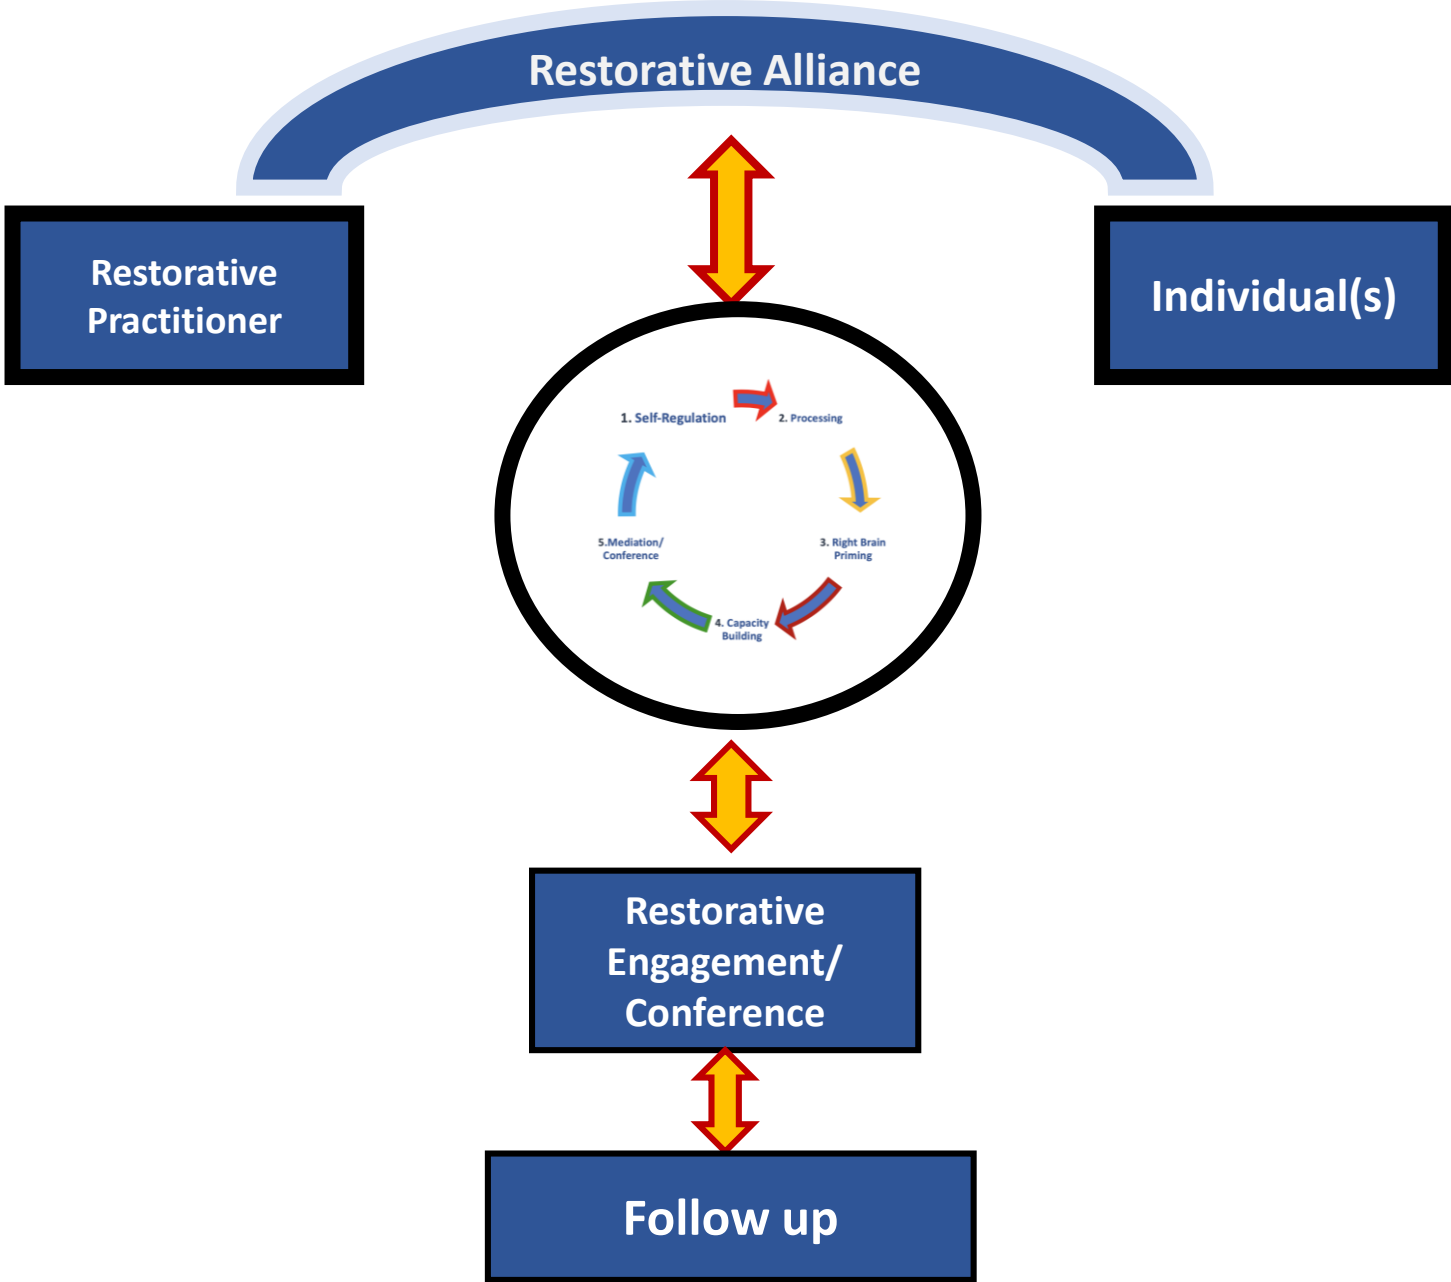 Restorative Alliance
Restorative
Practitioner
Individual(s)
1. Self-Regulation
2. Processing
3. Right Brain
Priming
4. Capacity
Building
5.Mediation/
Conference
Restorative
Engagement/
Conference
Follow up